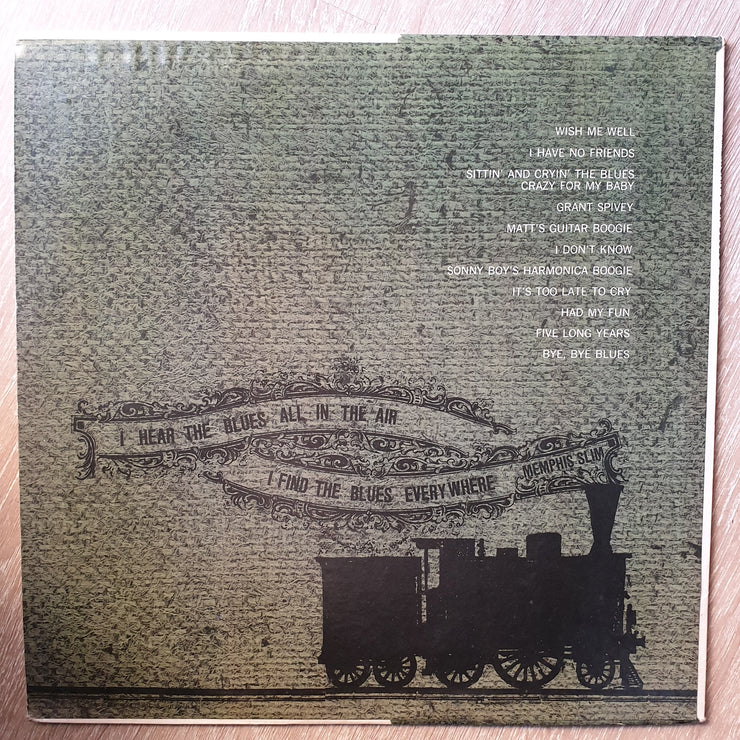 WISH ME WELL
I HAVE NO FRIENDS
SITTIN' AND CRYIN' THE BLUES
CRAZY FOR MY BABY
GRANT SPIVEY
MATT'S GUITAR BOOGIE
I DON'T KNOW
SONNY BOY'S HARMONICA BOOGIE
IT'S TOO LATE TO CRY
HAD MY FUN
FIVE LONG YEARS
BYE, BYE BLUES
I HEAR THE BLUES ALL IN THE AIR
I FIND THE BLUES EVERYWHERE
MEMPHIS SLIM